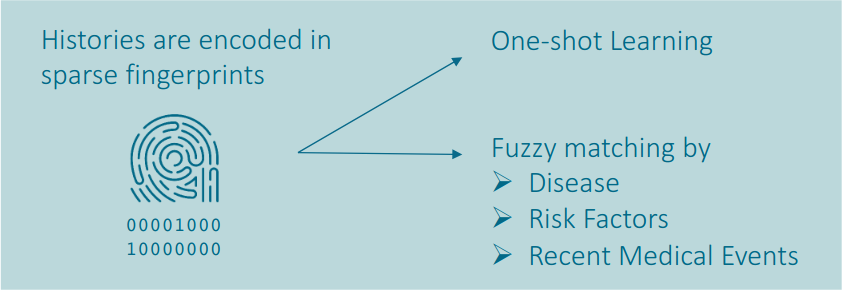 Histories are encoded in
sparse fingerprints
00001000
10000000
One-shot Learning
Fuzzy matching by
➢ Disease
➢ Risk Factors
➢ Recent Medical Events